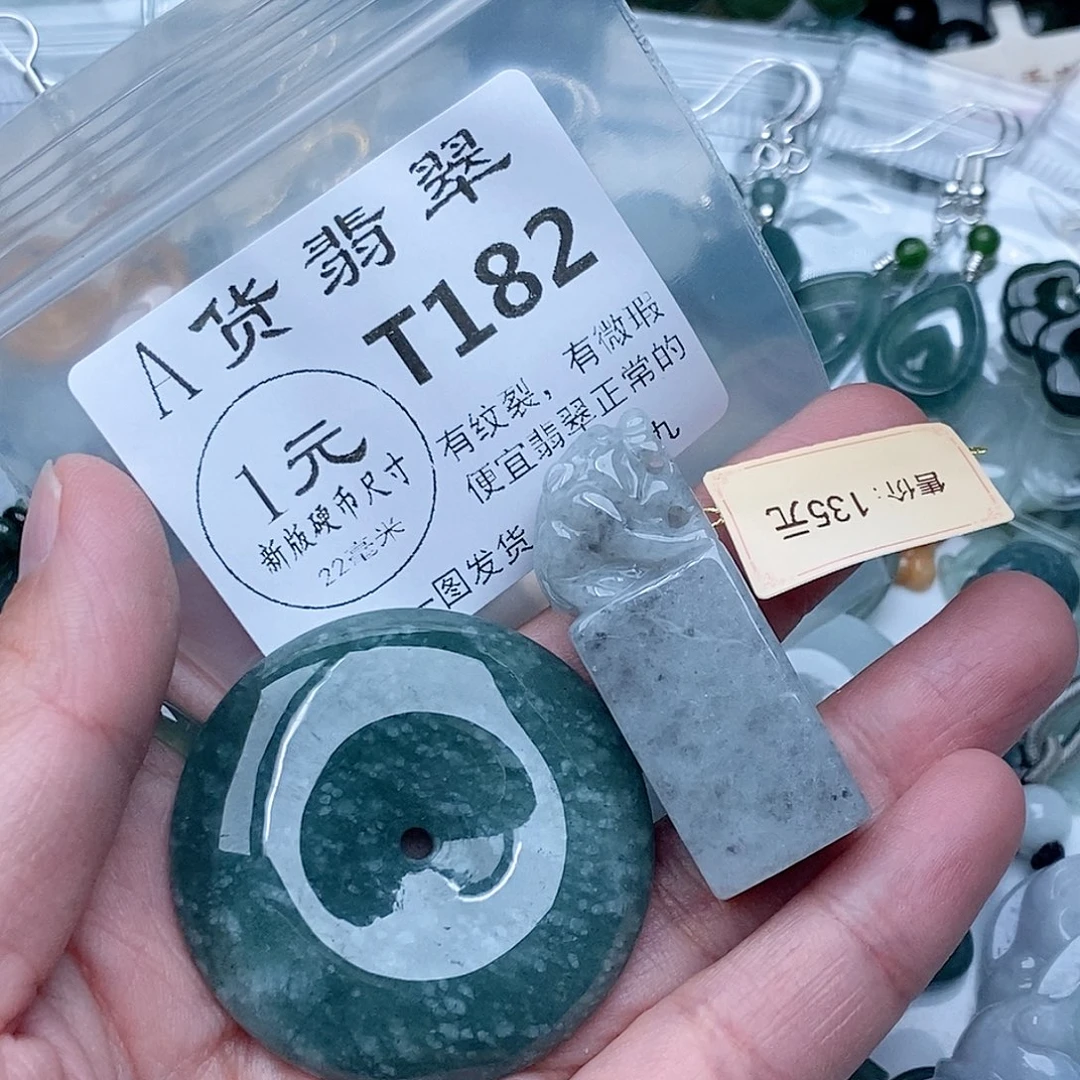 A货翡翠
T182
1元
新版硬币尺寸
22毫米
有纹裂，有微瑕
便宜翡翠正常的
图发货
售价：135元